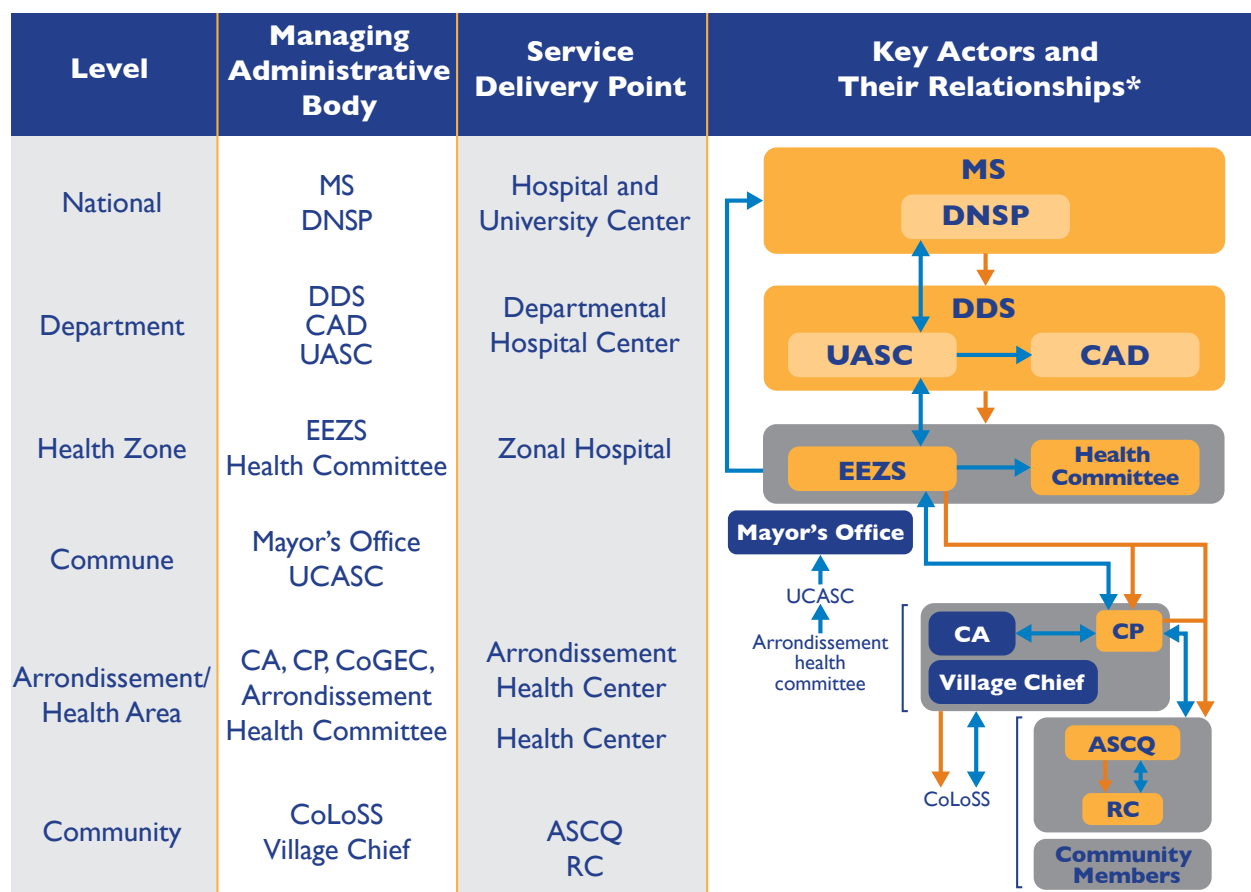 Level
Managing
Administrative
Body
Service
Delivery Point
Key Actors and
Their Relationships*
National
MS
DNSP
Hospital and
University Center
MS
DNSP
Department
DDS
CAD
UASC
Departmental
Hospital Center
DDS
UASC
CAD
Health Zone
EEZS
Health Committee
Zonal Hospital
EEZS
Health
Committee
Commune
Mayor's Office
UCASC
Mayor's Office
UCASC
Arrondissement
health
committee
Arrondissement/
Health Area
CA, CP, CoGEC,
Arrondissement
Health Committee
Arrondissement
Health Center
Health Center
CA
CP
Village Chief
Community
CoLoSS
Village Chief
ASCQ
RC
CoLoSS
ASCQ
RC
Community
Members